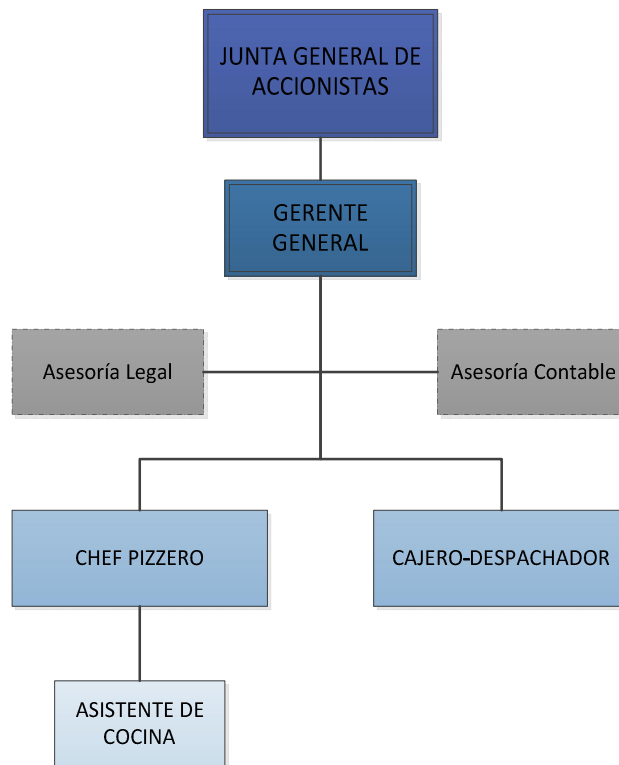 JUNTA GENERAL DE
ACCIONISTAS
GERENTE
GENERAL
Asesoría Legal
Asesoría Contable
CHEF PIZZERO
CAJERO-DESPACHADOR
ASISTENTE DE
COCINA